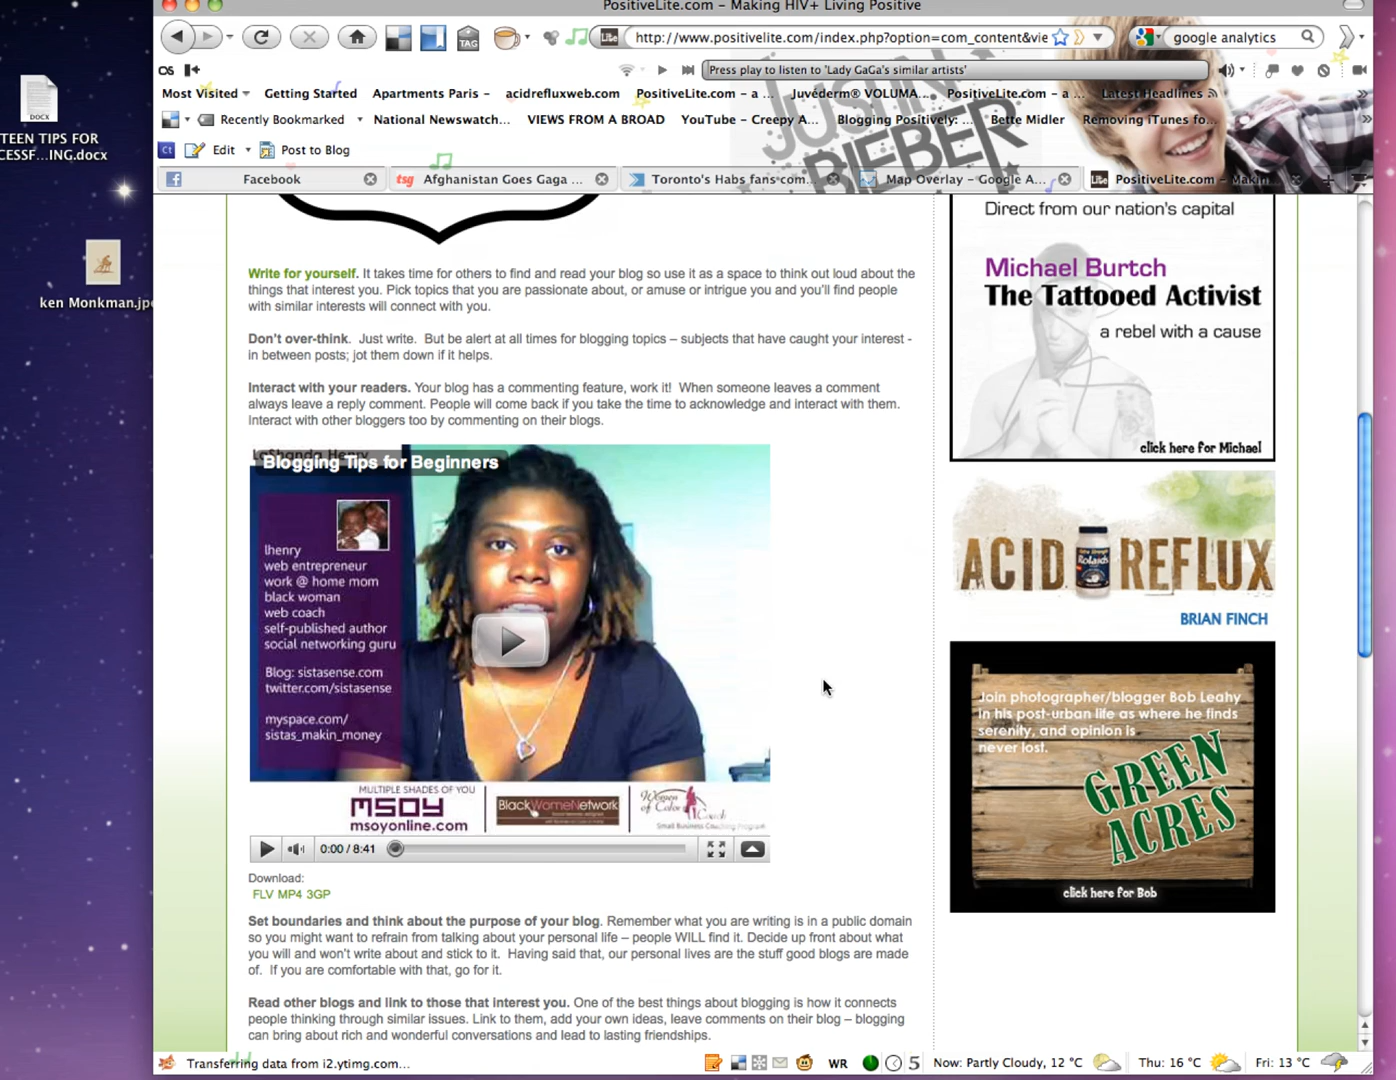 PositiveLite.com – Making HIV+ Living Positive
http://www.positivelite.com/index.php?option=com_content&vie
google analytics
TAG
Lite
os
Press play to listen to 'Lady GaGa's similar artists'
Most Visited
Getting Started
Apartments Paris –
acidrefluxweb.com
PositiveLite.com – a ...
Juvéderm® VOLUMA...
PositiveLite.com – a ...
Latest Headlines
Recently Bookmarked
National Newswatch...
VIEWS FROM A BROAD
YouTube – Creepy A...
Blogging Positively: ...
Bette Midler
Removing iTunes fo...
JUSTIN
BIEBER
Edit
Post to Blog
Facebook
tsg
Afghanistan Goes Gaga ...
Toronto's Habs fans com...
Map Overlay – Google A...
Lite
PositiveLite.com – Makin...
DOCX
TEEN TIPS FOR
CESSF...ING.docx
ken Monkman.jpe
Write for yourself. It takes time for others to find and read your blog so use it as a space to think out loud about the
things that interest you. Pick topics that you are passionate about, or amuse or intrigue you and you'll find people
with similar interests will connect with you.
Don't over-think. Just write. But be alert at all times for blogging topics – subjects that have caught your interest -
in between posts; jot them down if it helps.
Interact with your readers. Your blog has a commenting feature, work it! When someone leaves a comment
always leave a reply comment. People will come back if you take the time to acknowledge and interact with them.
Interact with other bloggers too by commenting on their blogs.
LaShanda Henry
Blogging Tips for Beginners
lhenry
web entrepreneur
work @ home mom
black woman
web coach
self-published author
social networking guru
Blog: sistasense.com
twitter.com/sistasense
myspace.com/
sistas_makin_money
MULTIPLE SHADES OF YOU
MSOY
msoyonline.com
BlackWomeNetwork
Women of Color Coach
Small Business Coaching Program
0:00 / 8:41
Download:
FLV MP4 3GP
Set boundaries and think about the purpose of your blog. Remember what you are writing is in a public domain
so you might want to refrain from talking about your personal life – people WILL find it. Decide up front about what
you will and won't write about and stick to it. Having said that, our personal lives are the stuff good blogs are made
of. If you are comfortable with that, go for it.
Read other blogs and link to those that interest you. One of the best things about blogging is how it connects
people thinking through similar issues. Link to them, add your own ideas, leave comments on their blog – blogging
can bring about rich and wonderful conversations and lead to lasting friendships.
Direct from our nation's capital
Michael Burtch
The Tattooed Activist
a rebel with a cause
click here for Michael
ACID Rolaids REFLUX
BRIAN FINCH
Join photographer/blogger Bob Leahy
in his post-urban life as where he finds
serenity, and opinion is
never lost.
GREEN
ACRES
click here for Bob
Transferring data from i2.ytimg.com...
WR
5
Now: Partly Cloudy, 12 °C
Thu: 16 °C
Fri: 13 °C